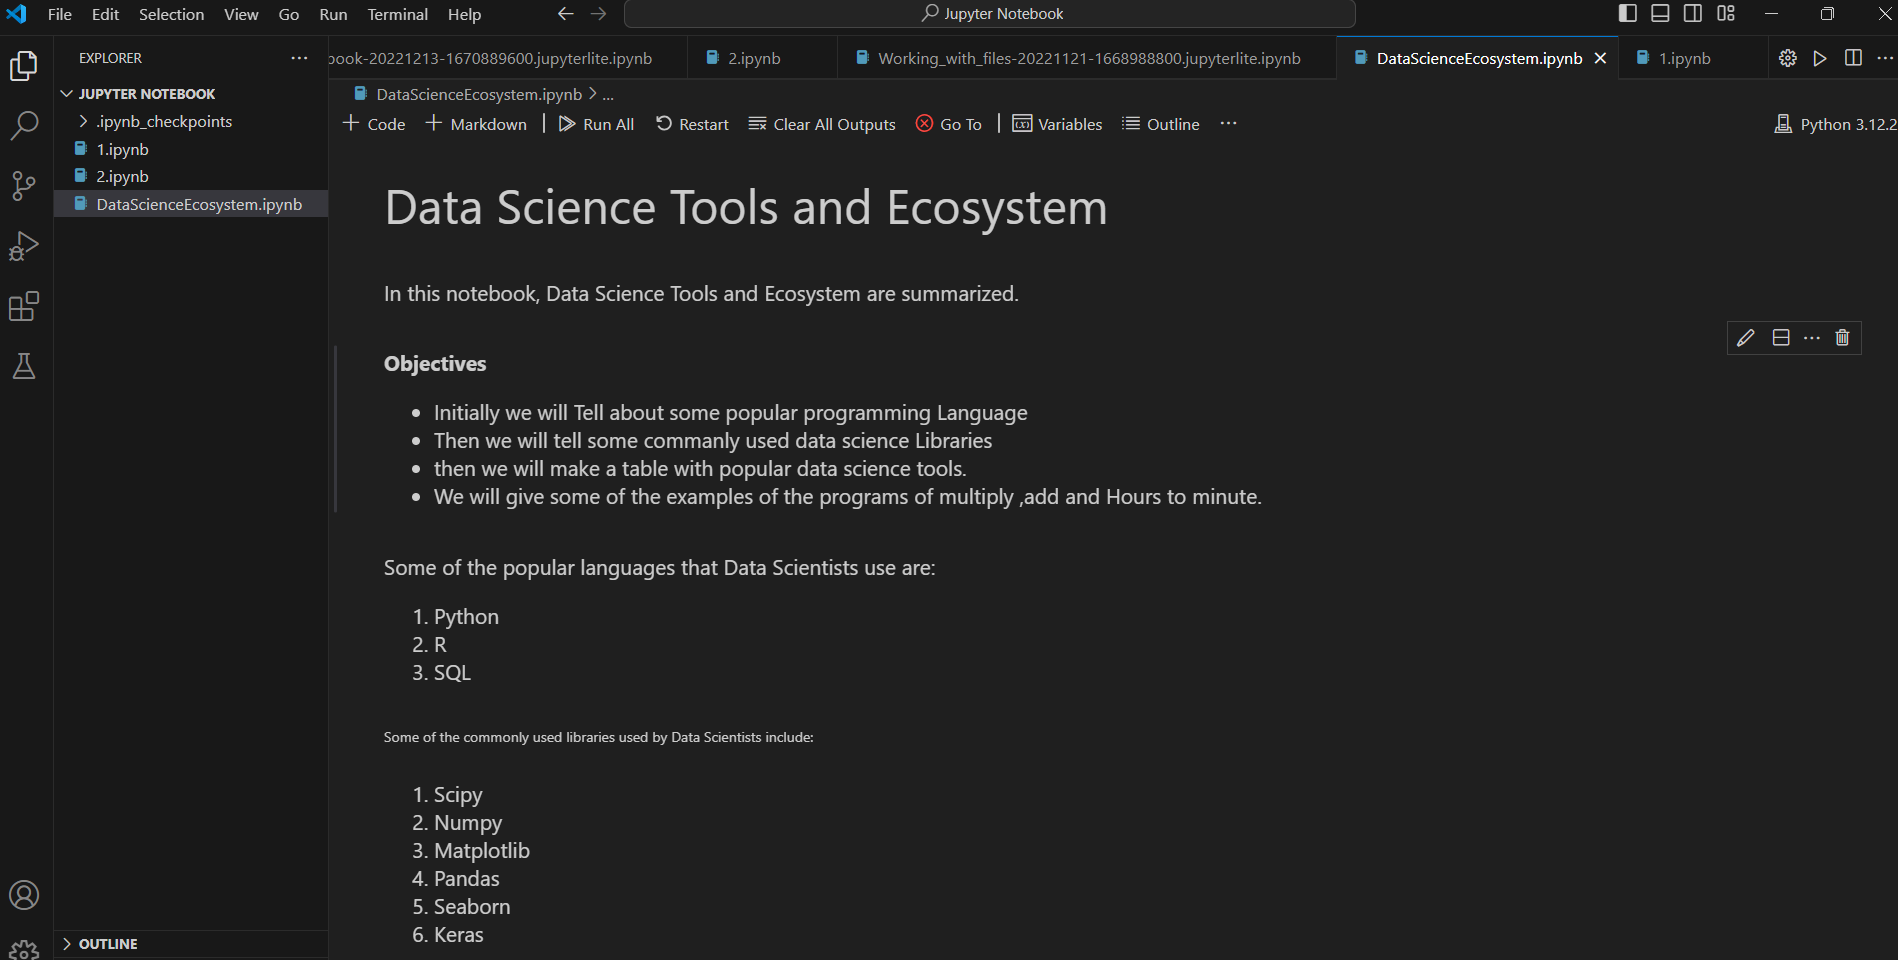 File Edit Selection View Go Run Terminal Help
Jupyter Notebook
EXPLORER
book-20221213-1670889600.jupyterlite.ipynb
2.ipynb
Working_with_files-20221121-1668988800.jupyterlite.ipynb
DataScienceEcosystem.ipynb
1.ipynb
JUPYTER NOTEBOOK
.ipynb_checkpoints
1.ipynb
2.ipynb
DataScienceEcosystem.ipynb
DataScienceEcosystem.ipynb > ...
+ Code + Markdown | Run All Restart Clear All Outputs Go To | Variables Outline ...
Python 3.12.2
Data Science Tools and Ecosystem
In this notebook, Data Science Tools and Ecosystem are summarized.
Objectives
• Initially we will Tell about some popular programming Language
• Then we will tell some commanly used data science Libraries
• then we will make a table with popular data science tools.
• We will give some of the examples of the programs of multiply ,add and Hours to minute.
Some of the popular languages that Data Scientists use are:
1. Python
2. R
3. SQL
Some of the commonly used libraries used by Data Scientists include:
1. Scipy
2. Numpy
3. Matplotlib
4. Pandas
5. Seaborn
6. Keras
OUTLINE